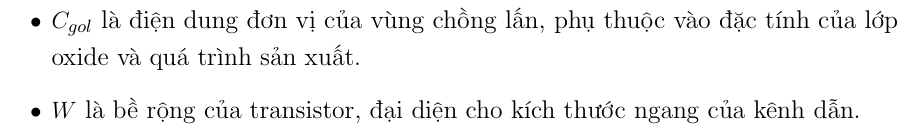 • C_gol là điện dung đơn vị của vùng chồng lấn, phụ thuộc vào đặc tính của lớp
oxide và quá trình sản xuất.
• W là bề rộng của transistor, đại diện cho kích thước ngang của kênh dẫn.